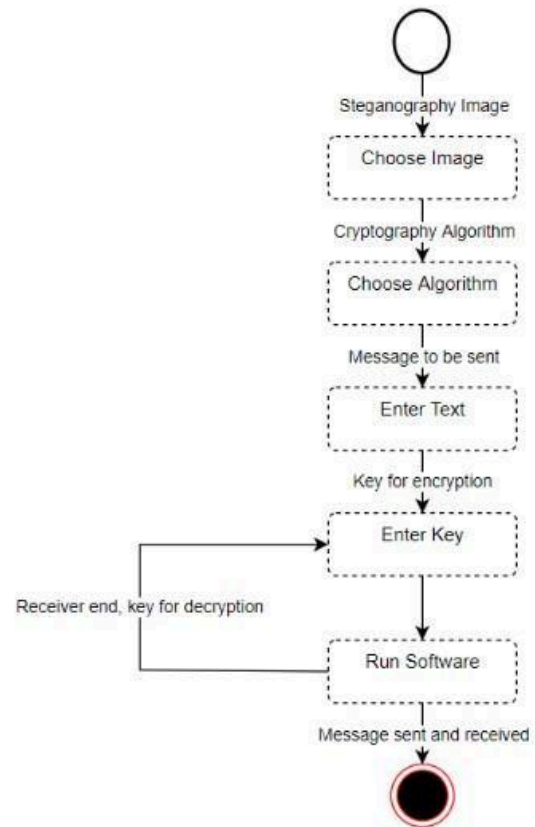 Steganography Image
Choose Image
Cryptography Algorithm
Choose Algorithm
Message to be sent
Enter Text
Key for encryption
Enter Key
Receiver end, key for decryption
Run Software
Message sent and received